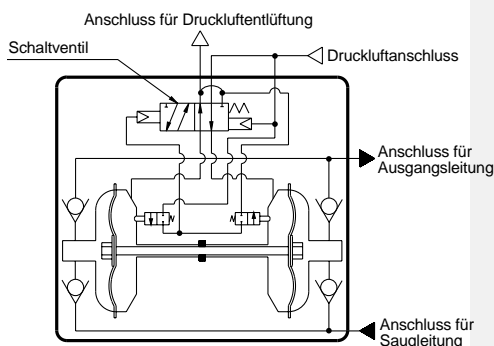 Anschluss für Druckluftentlüftung
Schaltventil
Druckluftanschluss
Anschluss für
Ausgangsleitung
Anschluss für
Saugleitung